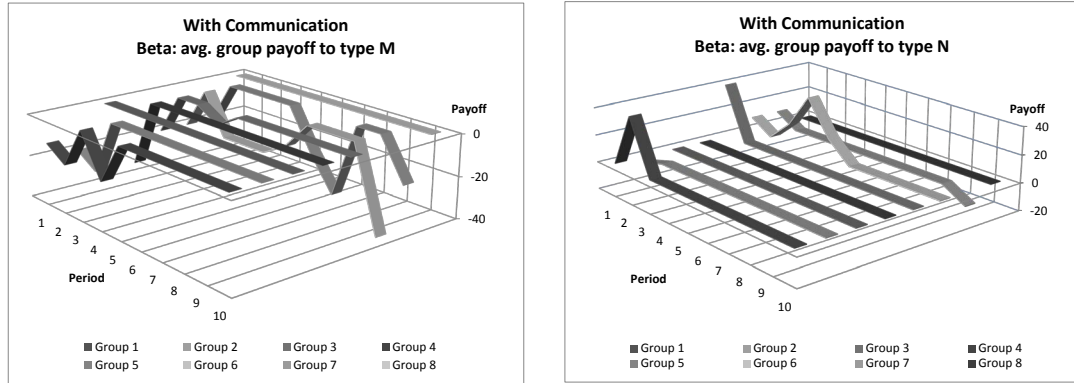 With Communication
Beta: avg. group payoff to type M
Payoff
0
-20
-40
1
2
3
4
5
6
7
8
9
10
Period
Group 1 Group 2 Group 3 Group 4
Group 5 Group 6 Group 7 Group 8
With Communication
Beta: avg. group payoff to type N
Payoff
40
20
0
-20
1
2
3
4
5
6
7
8
9
10
Period
Group 1 Group 2 Group 3 Group 4
Group 5 Group 6 Group 7 Group 8